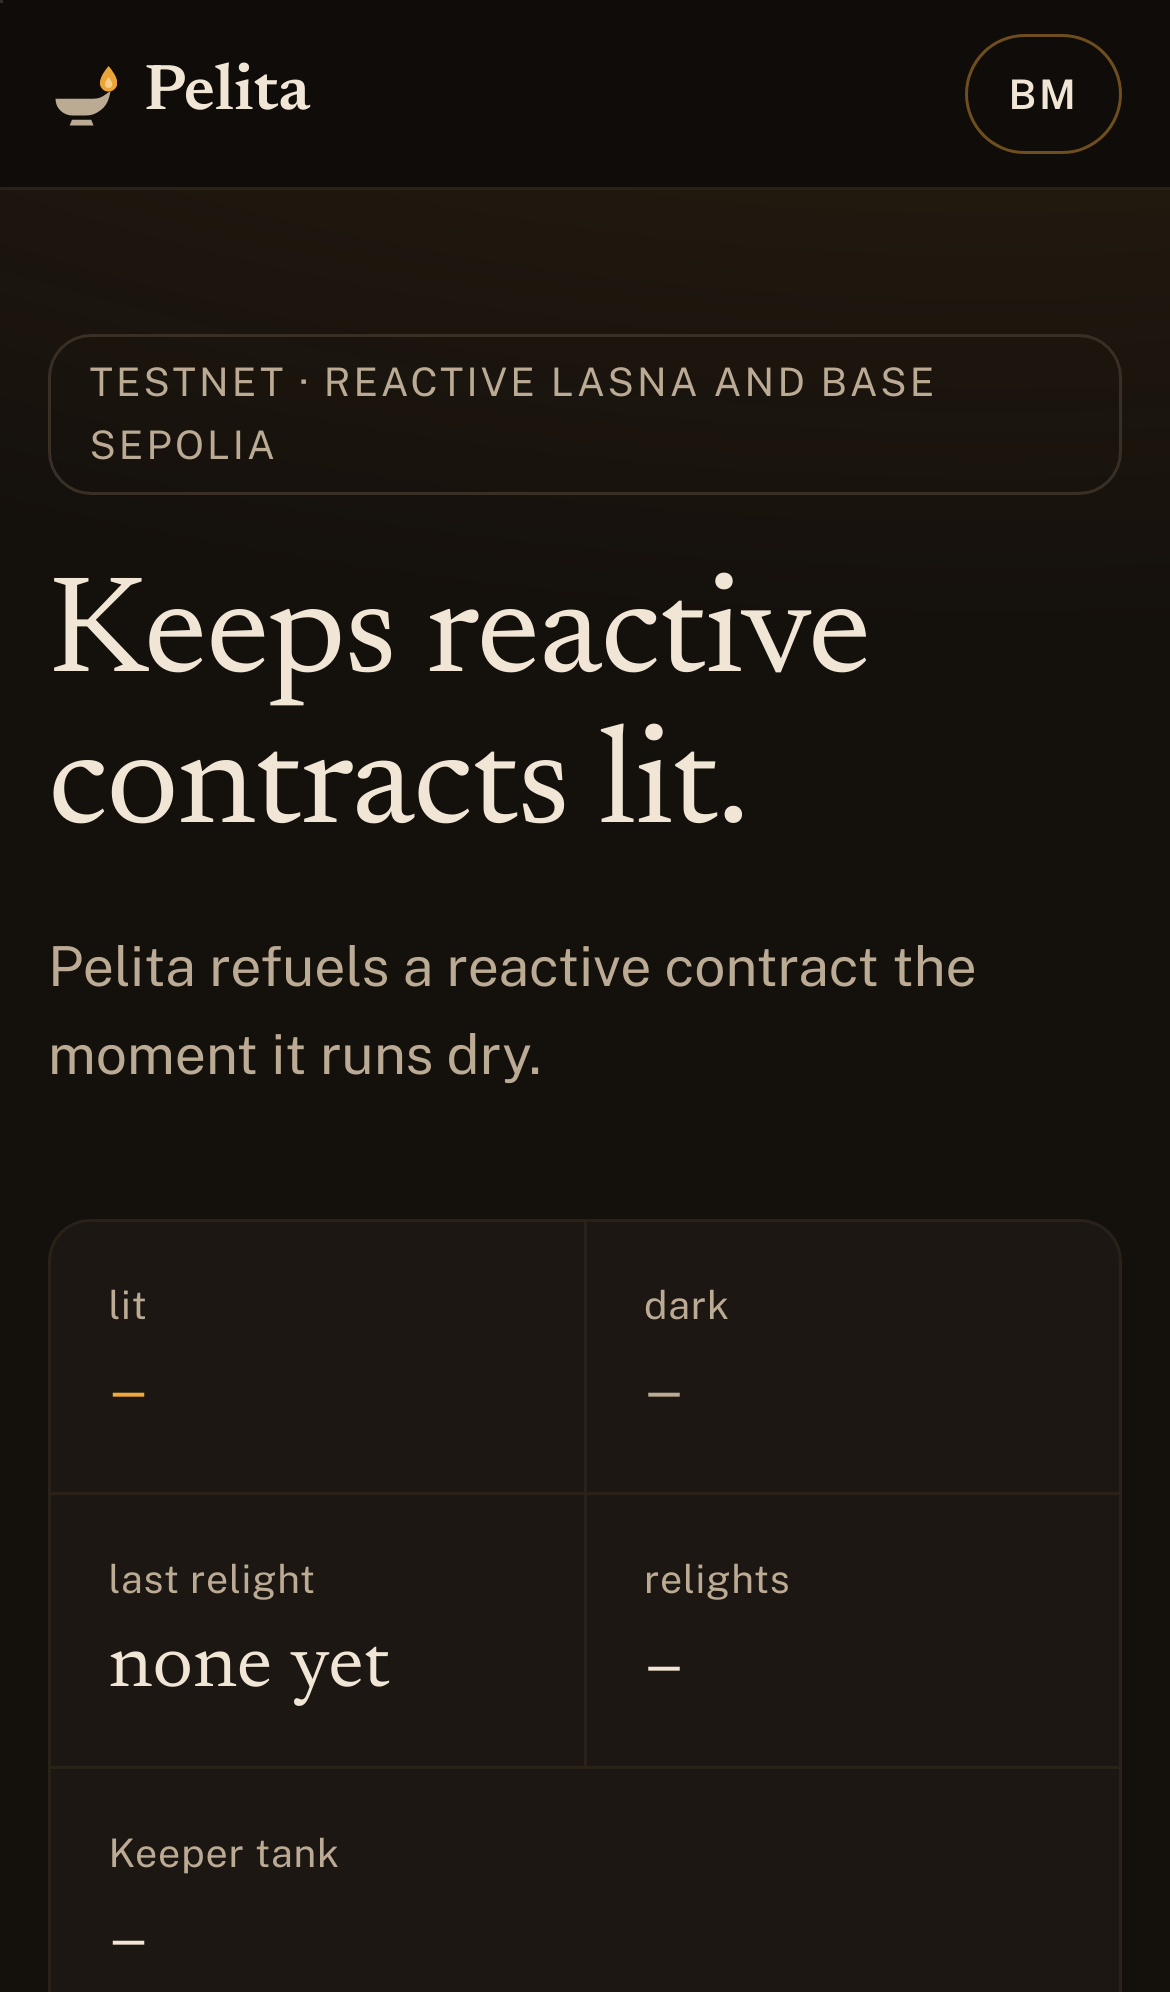 Pelita
BM
TESTNET · REACTIVE LASNA AND BASE
SEPOLIA
Keeps reactive
contracts lit.
Pelita refuels a reactive contract the
moment it runs dry.
lit
dark
–
–
last relight
relights
none yet
–
Keeper tank
–